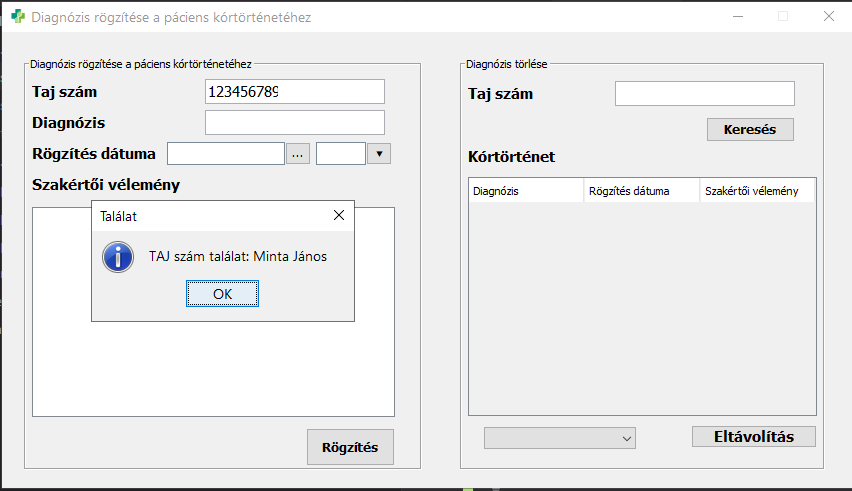 Diagnózis rögzítése a páciens kórtörténetéhez
Diagnózis rögzítése a páciens kórtörténetéhez
Taj szám
123456789
Diagnózis
Rögzítés dátuma
...
Szakértői vélemény
Találat
TAJ szám találat: Minta János
OK
Rögzítés
Diagnózis törlése
Taj szám
Keresés
Kórtörténet
Diagnózis Rögzítés dátuma Szakértői vélemény
Eltávolítás